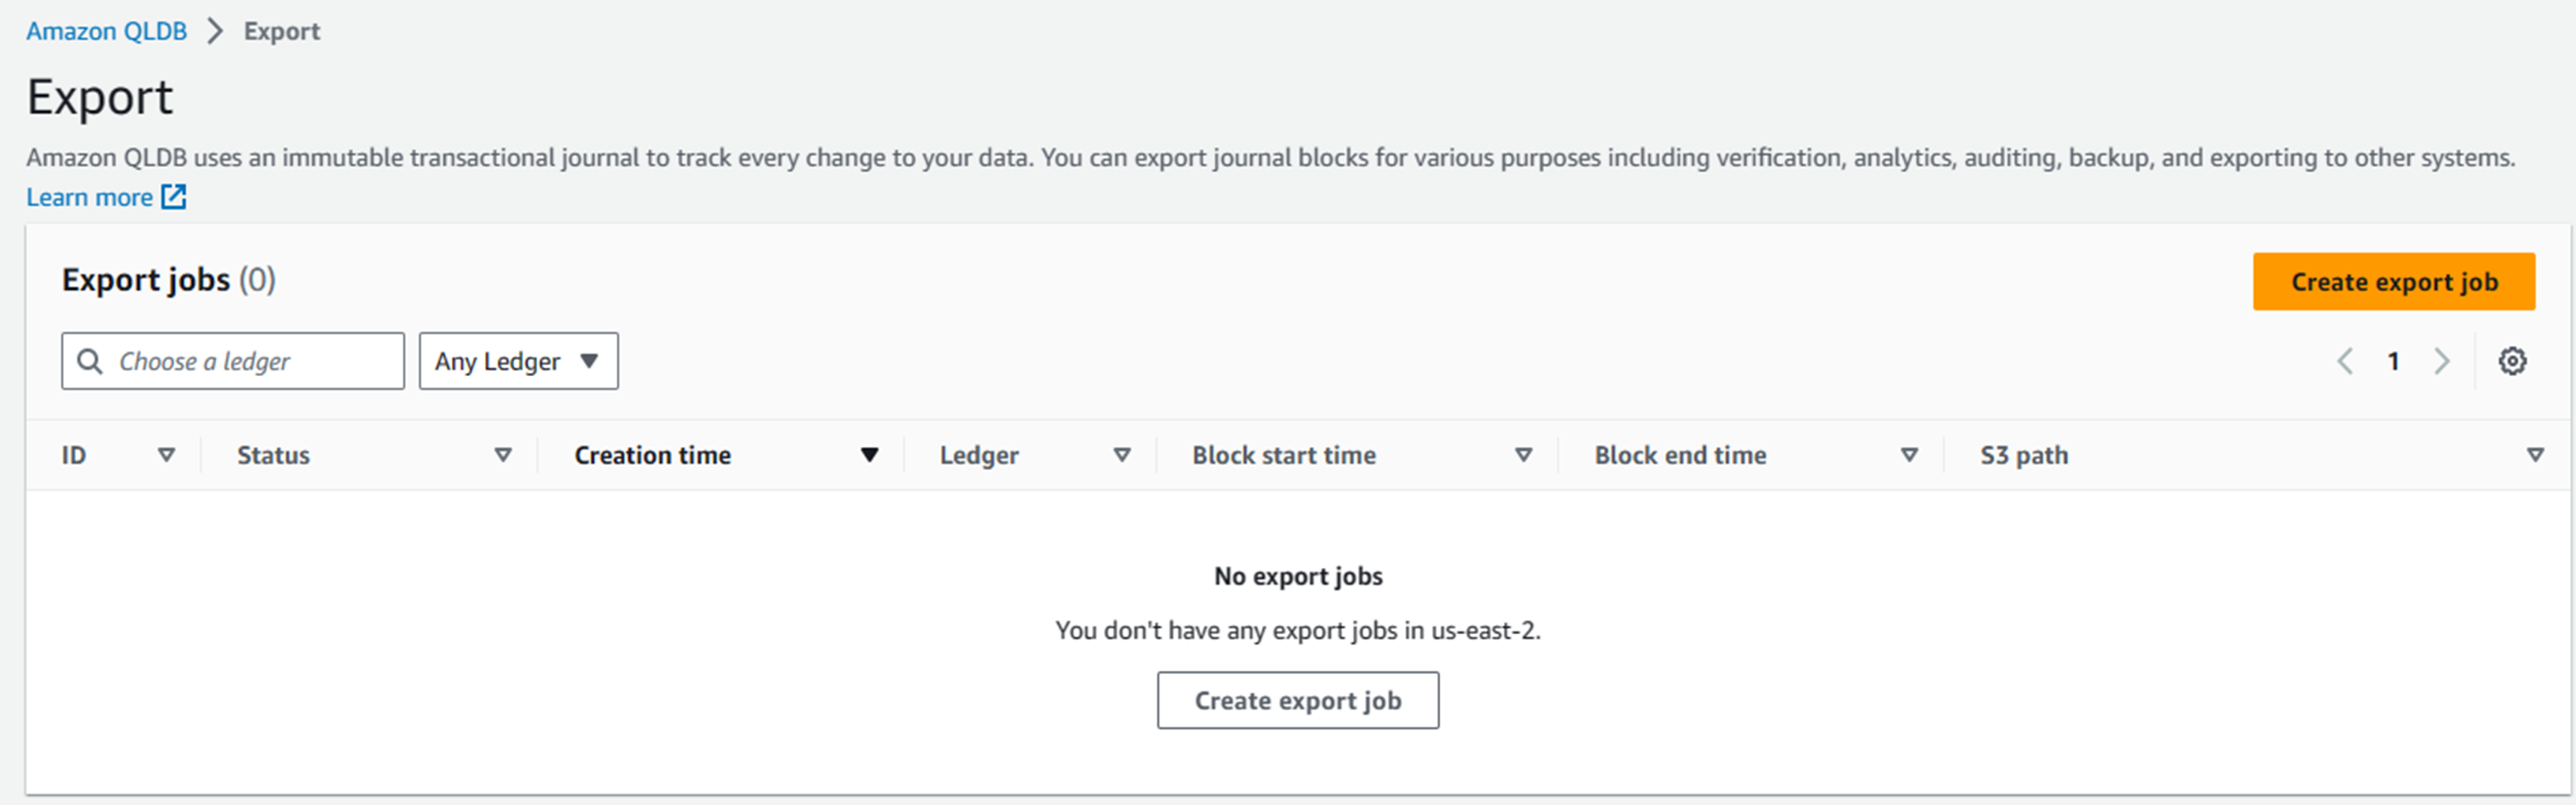 Amazon QLDB > Export
Export
Amazon QLDB uses an immutable transactional journal to track every change to your data. You can export journal blocks for various purposes including verification, analytics, auditing, backup, and exporting to other systems.
Learn more
Export jobs (0)
Create export job
Choose a ledger
Any Ledger
1
ID Status Creation time Ledger Block start time Block end time S3 path
No export jobs
You don't have any export jobs in us-east-2.
Create export job